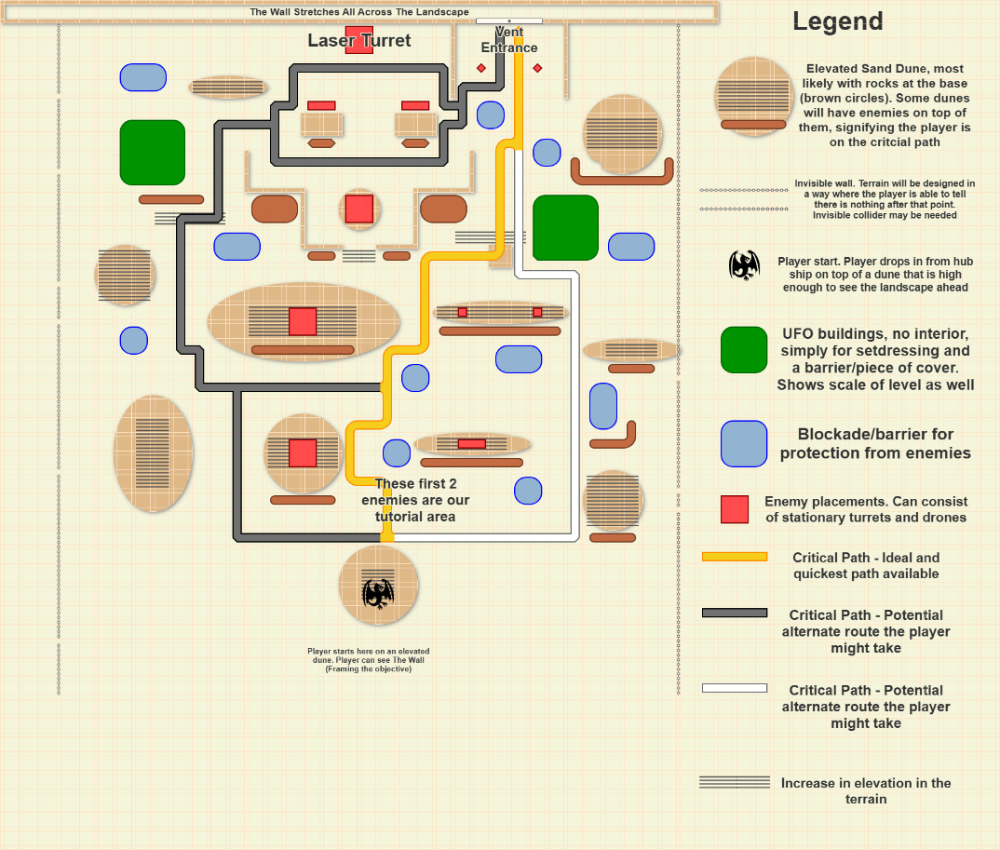 The Wall Stretches All Across The Landscape
Laser Turret
Vent
Entrance
These first 2
enemies are our
tutorial area
Player starts here on an elevated
dune. Player can see The Wall
(Framing the objective)
Legend
Elevated Sand Dune, most
likely with rocks at the base
(brown circles). Some dunes
will have enemies on top of
them, signifying the player is
on the critcial path
Invisible wall. Terrain will be designed in
a way where the player is able to tell
there is nothing after that point.
Invisible collider may be needed
Player start. Player drops in from hub
ship on top of a dune that is high
enough to see the landscape ahead
UFO buildings, no interior,
simply for setdressing and
a barrier/piece of cover.
Shows scale of level as well
Blockade/barrier for
protection from enemies
Enemy placements. Can consist
of stationary turrets and drones
Critical Path - Ideal and
quickest path available
Critical Path - Potential
alternate route the player
might take
Critical Path - Potential
alternate route the player
might take
Increase in elevation in the
terrain